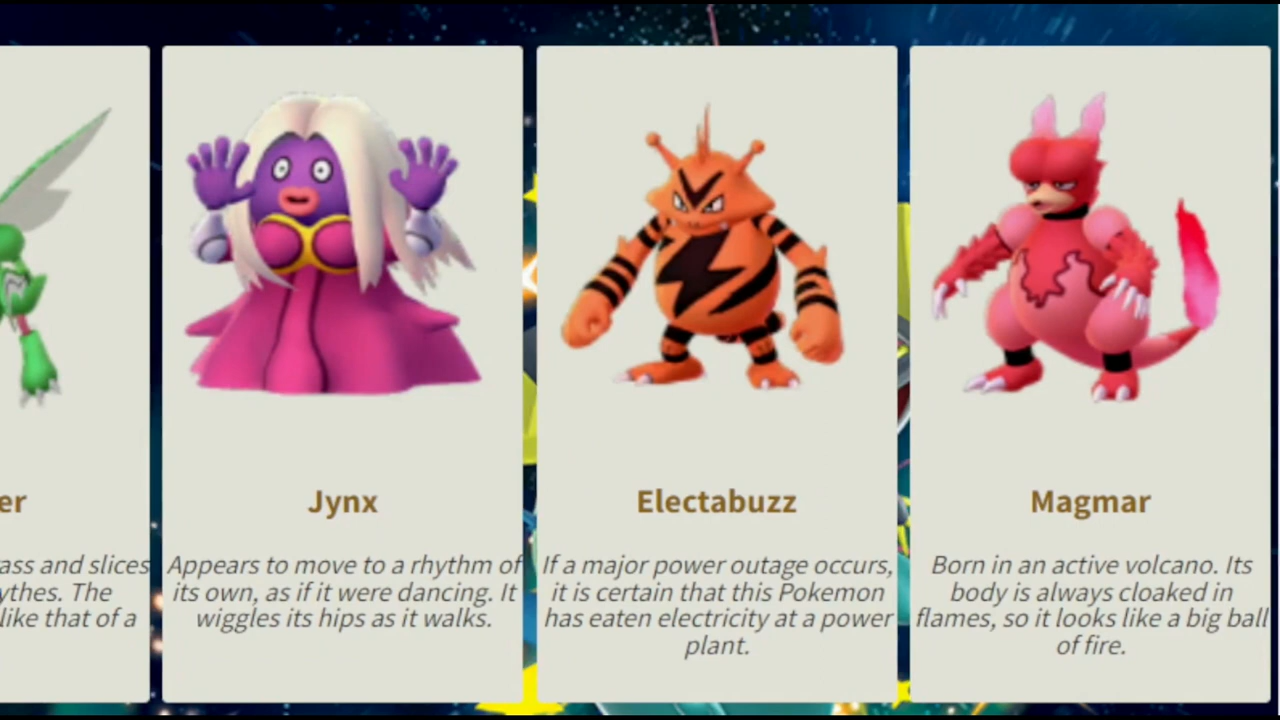 er
ass and slices
ythes. The
like that of a
Jynx
Appears to move to a rhythm of
its own, as if it were dancing. It
wiggles its hips as it walks.
Electabuzz
If a major power outage occurs,
it is certain that this Pokemon
has eaten electricity at a power
plant.
Magmar
Born in an active volcano. Its
body is always cloaked in
flames, so it looks like a big ball
of fire.